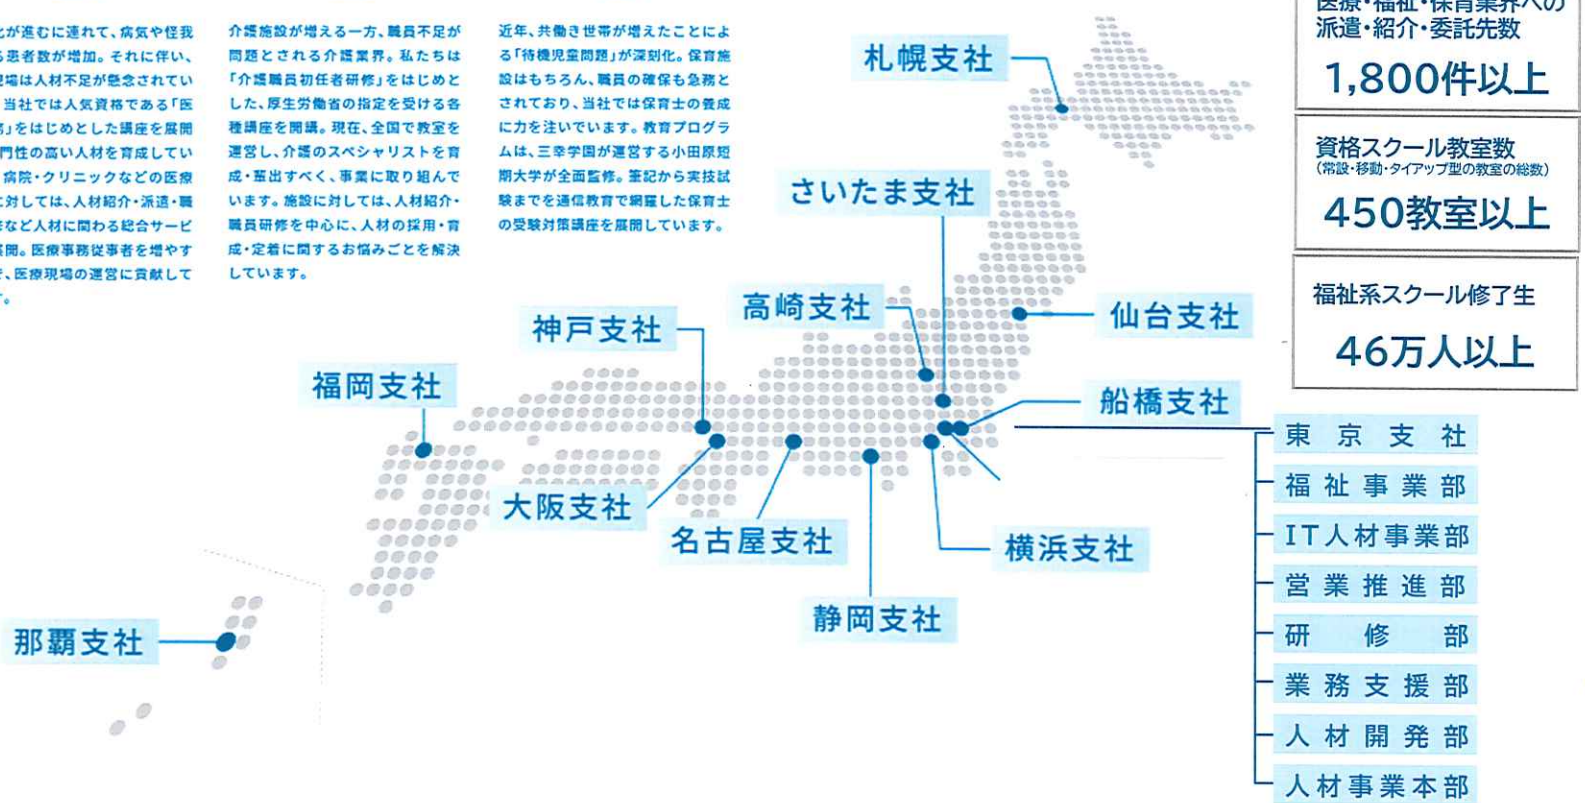 が進むに連れて、病気や怪我
患者数が増加。それに伴い、
現場は人材不足が懸念されてい
当社では人気資格である「医
」をはじめとした講座を展開
門性の高い人材を育成してい
病院・クリニックなどの医療
に対しては、人材紹介・派遣・職
など人材に関わる総合サービ
展開。医療事務従事者を増やす
、医療現場の運営に貢献して
。
介護施設が増える一方、職員不足が
問題とされる介護業界。私たちは
「介護職員初任者研修」をはじめと
した、厚生労働省の指定を受ける各
種講座を開講。現在、全国で教室を
運営し、介護のスペシャリストを育
成・輩出すべく、事業に取り組んで
います。施設に対しては、人材紹介・
職員研修を中心に、人材の採用・育
成・定着に関するお悩みごとを解決
しています。
近年、共働き世帯が増えたことによ
る「待機児童問題」が深刻化。保育施
設はもちろん、職員の確保も急務と
されており、当社では保育士の養成
に力を注いでいます。教育プログラ
ムは、三幸学園が運営する小田原短
期大学が全面監修。筆記から実技試
験までを通信教育で網羅した保育士
の受験対策講座を展開しています。
医療・福祉・保育業界への
派遣・紹介・委託先数
1,800件以上
資格スクール教室数
(常設・移動・タイアップ型の教室の総数)
450教室以上
福祉系スクール修了生
46万人以上
札幌支社
さいたま支社
高崎支社
仙台支社
神戸支社
福岡支社
船橋支社
大阪支社
名古屋支社
横浜支社
静岡支社
那覇支社
東京支社
福祉事業部
IT人材事業部
営業推進部
研修部
業務支援部
人材開発部
人材事業本部